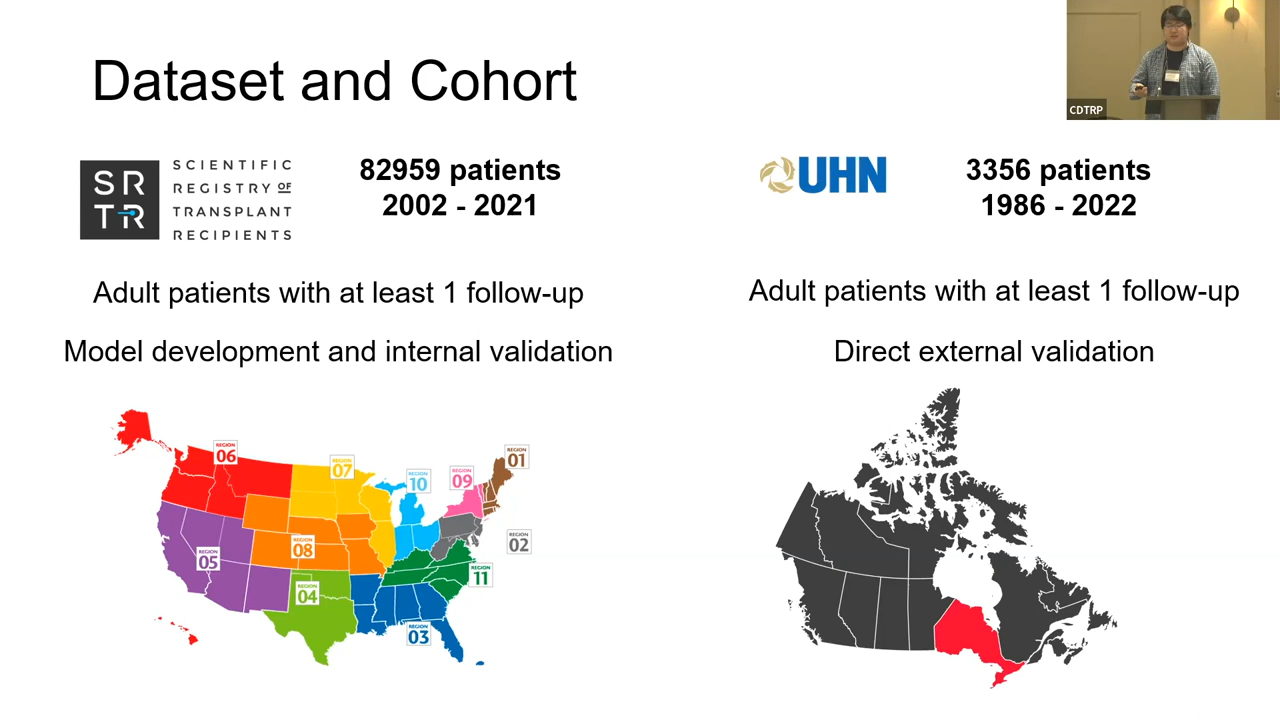 Dataset and Cohort
CDTRP
SR
TR
SCIENTIFIC
REGISTRY OF
TRANSPLANT
RECIPIENTS
82959 patients
2002 - 2021
UHN
3356 patients
1986 - 2022
Adult patients with at least 1 follow-up
Model development and internal validation
Adult patients with at least 1 follow-up
Direct external validation
REGION
06
REGION
07
REGION
10
REGION
09
REGION
01
REGION
02
REGION
05
REGION
08
REGION
04
REGION
11
REGION
03